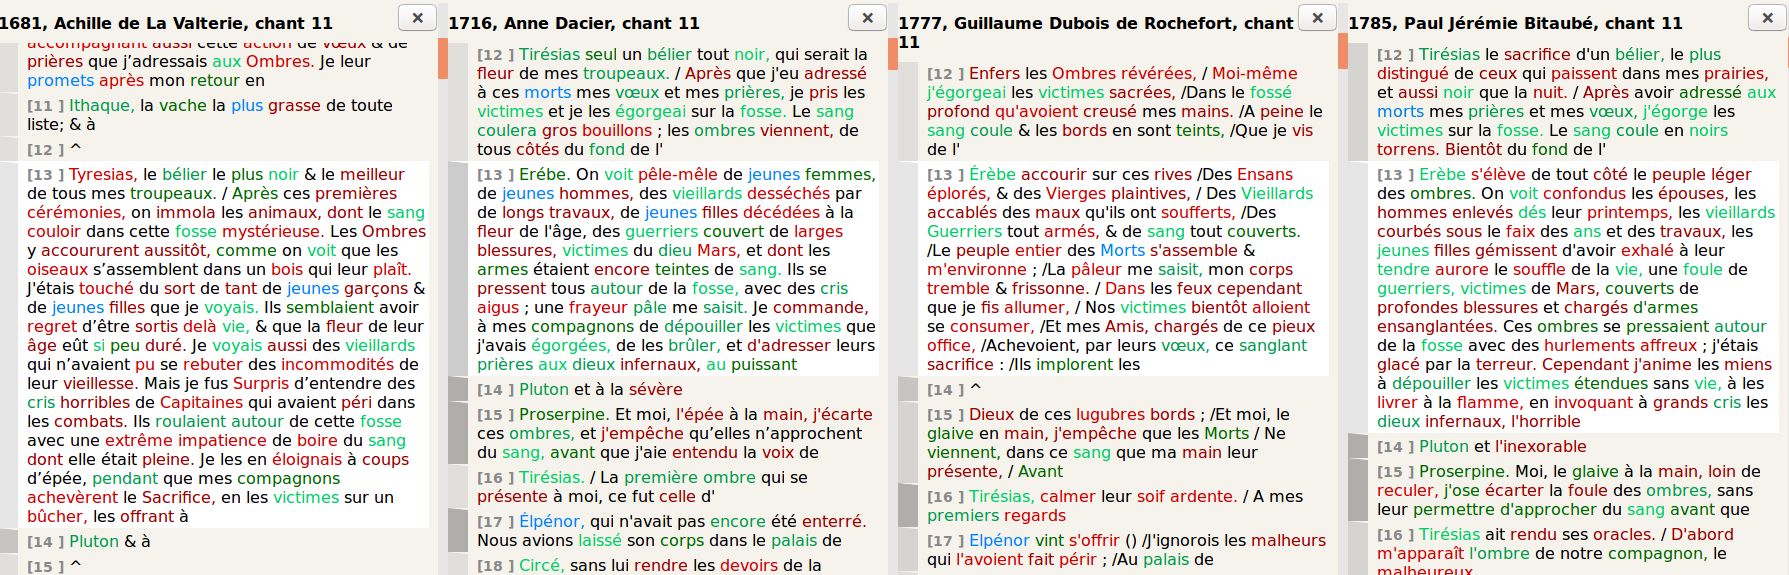 1681, Achille de La Valterie, chant 11
×
accompagnant aussi cette action de vœux & de
prières que j’adressais aux Ombres. Je leur
promets après mon retour en
[11 ] Ithaque, la vache la plus grasse de toute
liste; & à
[12 ] ^
[13 ] Tyresias, le bélier le plus noir & le meilleur
de tous mes troupeaux. / Après ces premières
cérémonies, on immola les animaux, dont le sang
couloir dans cette fosse mystérieuse. Les Ombres
y accoururent aussitôt, comme on voit que les
oiseaux s’assemblent dans un bois qui leur plaît.
J'étais touché du sort de tant de jeunes garçons &
de jeunes filles que je voyais. Ils semblaient avoir
regret d’être sortis delà vie, & que la fleur de leur
âge eût si peu duré. Je voyais aussi des vieillards
qui n’avaient pu se rebuter des incommodités de
leur vieillesse. Mais je fus Surpris d’entendre des
cris horribles de Capitaines qui avaient péri dans
les combats. Ils roulaient autour de cette fosse
avec une extrême impatience de boire du sang
dont elle était pleine. Je les en éloignais à coups
d’épée, pendant que mes compagnons
achevèrent le Sacrifice, en les victimes sur un
bûcher, les offrant à
[14 ] Pluton & à
[15 ] ^
1716, Anne Dacier, chant 11
×
[12 ] Tirésias seul un bélier tout noir, qui serait la
fleur de mes troupeaux. / Après que j'eu adressé
à ces morts mes vœux et mes prières, je pris les
victimes et je les égorgeai sur la fosse. Le sang
coulera gros bouillons ; les ombres viennent, de
tous côtés du fond de l'
[13 ] Erébe. On voit pêle-mêle de jeunes femmes,
de jeunes hommes, des vieillards desséchés par
de longs travaux, de jeunes filles décédées à la
fleur de l'âge, des guerriers couvert de larges
blessures, victimes du dieu Mars, et dont les
armes étaient encore teintes de sang. Ils se
pressent tous autour de la fosse, avec des cris
aigus ; une frayeur pâle me saisit. Je commande,
à mes compagnons de dépouiller les victimes que
j'avais égorgées, de les brûler, et d'adresser leurs
prières aux dieux infernaux, au puissant
[14 ] Pluton et à la sévère
[15 ] Proserpine. Et moi, l'épée à la main, j'écarte
ces ombres, et j'empêche qu’elles n’approchent
du sang, avant que j'aie entendu la voix de
[16 ] Tirésias. / La première ombre qui se
présente à moi, ce fut celle d'
[17 ] Élpénor, qui n'avait pas encore été enterré.
Nous avions laissé son corps dans le palais de
[18 ] Circé, sans lui rendre les devoirs de la
1777, Guillaume Dubois de Rochefort, chant
11
×
[12 ] Enfers les Ombres révérées, / Moi-même
j'égorgeai les victimes sacrées, /Dans le fossé
profond qu'avoient creusé mes mains. /A peine le
sang coule & les bords en sont teints, /Que je vis
de l'
[13 ] Érèbe accourir sur ces rives /Des Ensans
éplorés, & des Vierges plaintives, / Des Vieillards
accablés des maux qu'ils ont soufferts, /Des
Guerriers tout armés, & de sang tout couverts.
/Le peuple entier des Morts s'assemble &
m'environne ; /La pâleur me saisit, mon corps
tremble & frissonne. / Dans les feux cependant
que je fis allumer, / Nos victimes bientôt alloient
se consumer, /Et mes Amis, chargés de ce pieux
office, /Achevoient, par leurs vœux, ce sanglant
sacrifice : /Ils implorent les
[14 ] ^
[15 ] Dieux de ces lugubres bords ; /Et moi, le
glaive en main, j'empêche que les Morts / Ne
viennent, dans ce sang que ma main leur
présente, / Avant
[16 ] Tirésias, calmer leur soif ardente. / A mes
premiers regards
[17 ] Elpénor vint s'offrir () /J'ignorois les malheurs
qui l'avoient fait périr ; /Au palais de
1785, Paul Jérémie Bitaubé, chant 11
×
[12 ] Tirésias le sacrifice d'un bélier, le plus
distingué de ceux qui paissent dans mes prairies,
et aussi noir que la nuit. / Après avoir adressé aux
morts mes prières et mes vœux, j'égorge les
victimes sur la fosse. Le sang coule en noirs
torrens. Bientôt du fond de l'
[13 ] Erèbe s'élève de tout côté le peuple léger
des ombres. On voit confondus les épouses, les
hommes enlevés dés leur printemps, les vieillards
courbés sous le faix des ans et des travaux, les
jeunes filles gémissent d'avoir exhalé à leur
tendre aurore le souffle de la vie, une foule de
guerriers, victimes de Mars, couverts de
profondes blessures et chargés d'armes
ensanglantées. Ces ombres se pressaient autour
de la fosse avec des hurlements affreux ; j'étais
glacé par la terreur. Cependant j'anime les miens
à dépouiller les victimes étendues sans vie, à les
livrer à la flamme, en invoquant à grands cris les
dieux infernaux, l'horrible
[14 ] Pluton et l'inexorable
[15 ] Proserpine. Moi, le glaive à la main, loin de
reculer, j'ose écarter la foule des ombres, sans
leur permettre d'approcher du sang avant que
[16 ] Tirésias ait rendu ses oracles. / D'abord
m'apparaît l'ombre de notre compagnon, le
malheureux